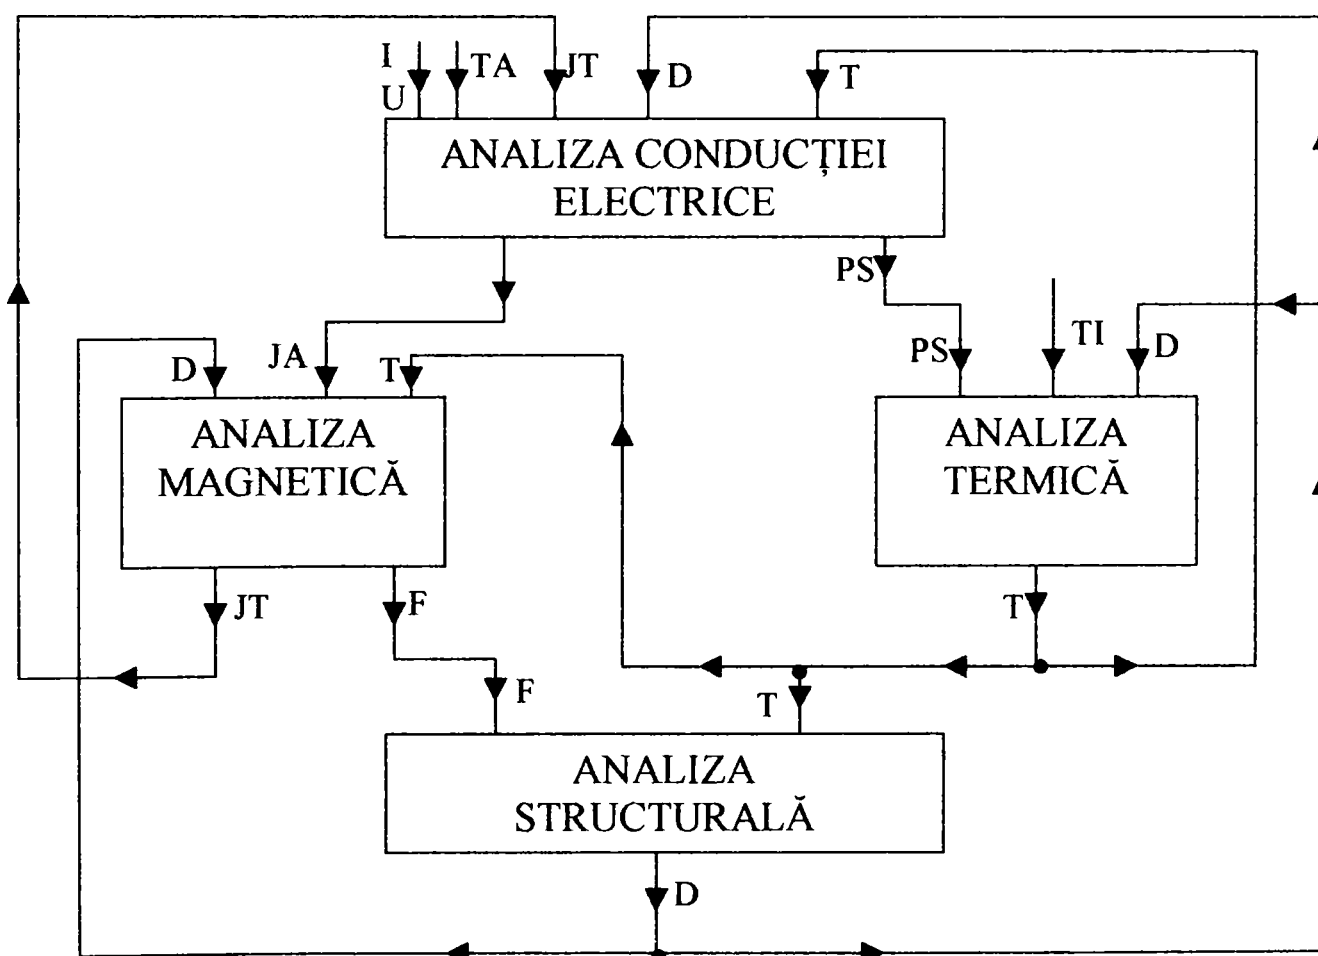 I
U
TA
JT
D
T
ANALIZA CONDUCȚIEI
ELECTRICE
PS
D
JA
T
PS
TI
D
ANALIZA
MAGNETICĂ
ANALIZA
TERMICĂ
JT
F
T
F
T
ANALIZA
STRUCTURALĂ
D